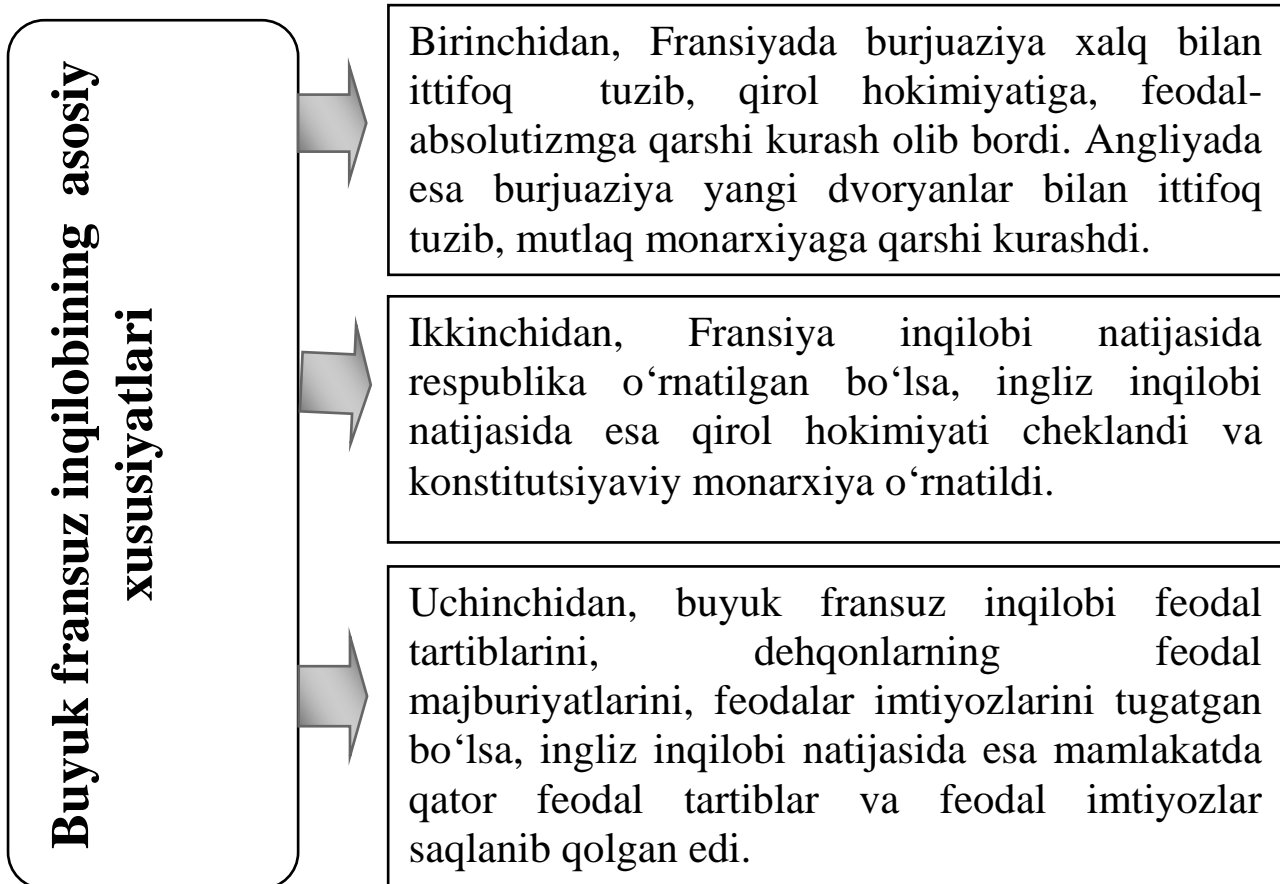 Buyuk fransuz inqilobining asosiy
xususiyatlari
Birinchidan, Fransiyada burjuaziya xalq bilan
ittifoq tuzib, qirol hokimiyatiga, feodal-
absolutizmga qarshi kurash olib bordi. Angliyada
esa burjuaziya yangi dvoryanlar bilan ittifoq
tuzib, mutlaq monarxiyaga qarshi kurashdi.
Ikkinchidan, Fransiya inqilobi natijasida
respublika o‘rnatilgan bo‘lsa, ingliz inqilobi
natijasida esa qirol hokimiyati cheklandi va
konstitutsiyaviy monarxiya o‘rnatildi.
Uchinchidan, buyuk fransuz inqilobi feodal
tartiblarini, dehqonlarning feodal
majburiyatlarini, feodalar imtiyozlarini tugatgan
bo‘lsa, ingliz inqilobi natijasida esa mamlakatda
qator feodal tartiblar va feodal imtiyozlar
saqlanib qolgan edi.